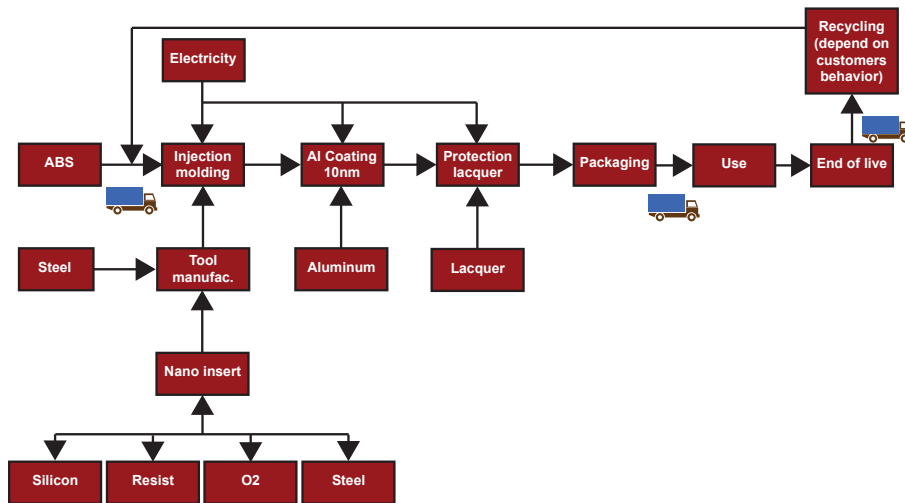 Recycling
(depend on
customers
behavior)
Electricity
ABS
Injection
molding
Al Coating
10nm
Protection
lacquer
Packaging
Use
End of live
Steel
Tool
manufac.
Aluminum
Lacquer
Nano insert
Silicon
Resist
O2
Steel